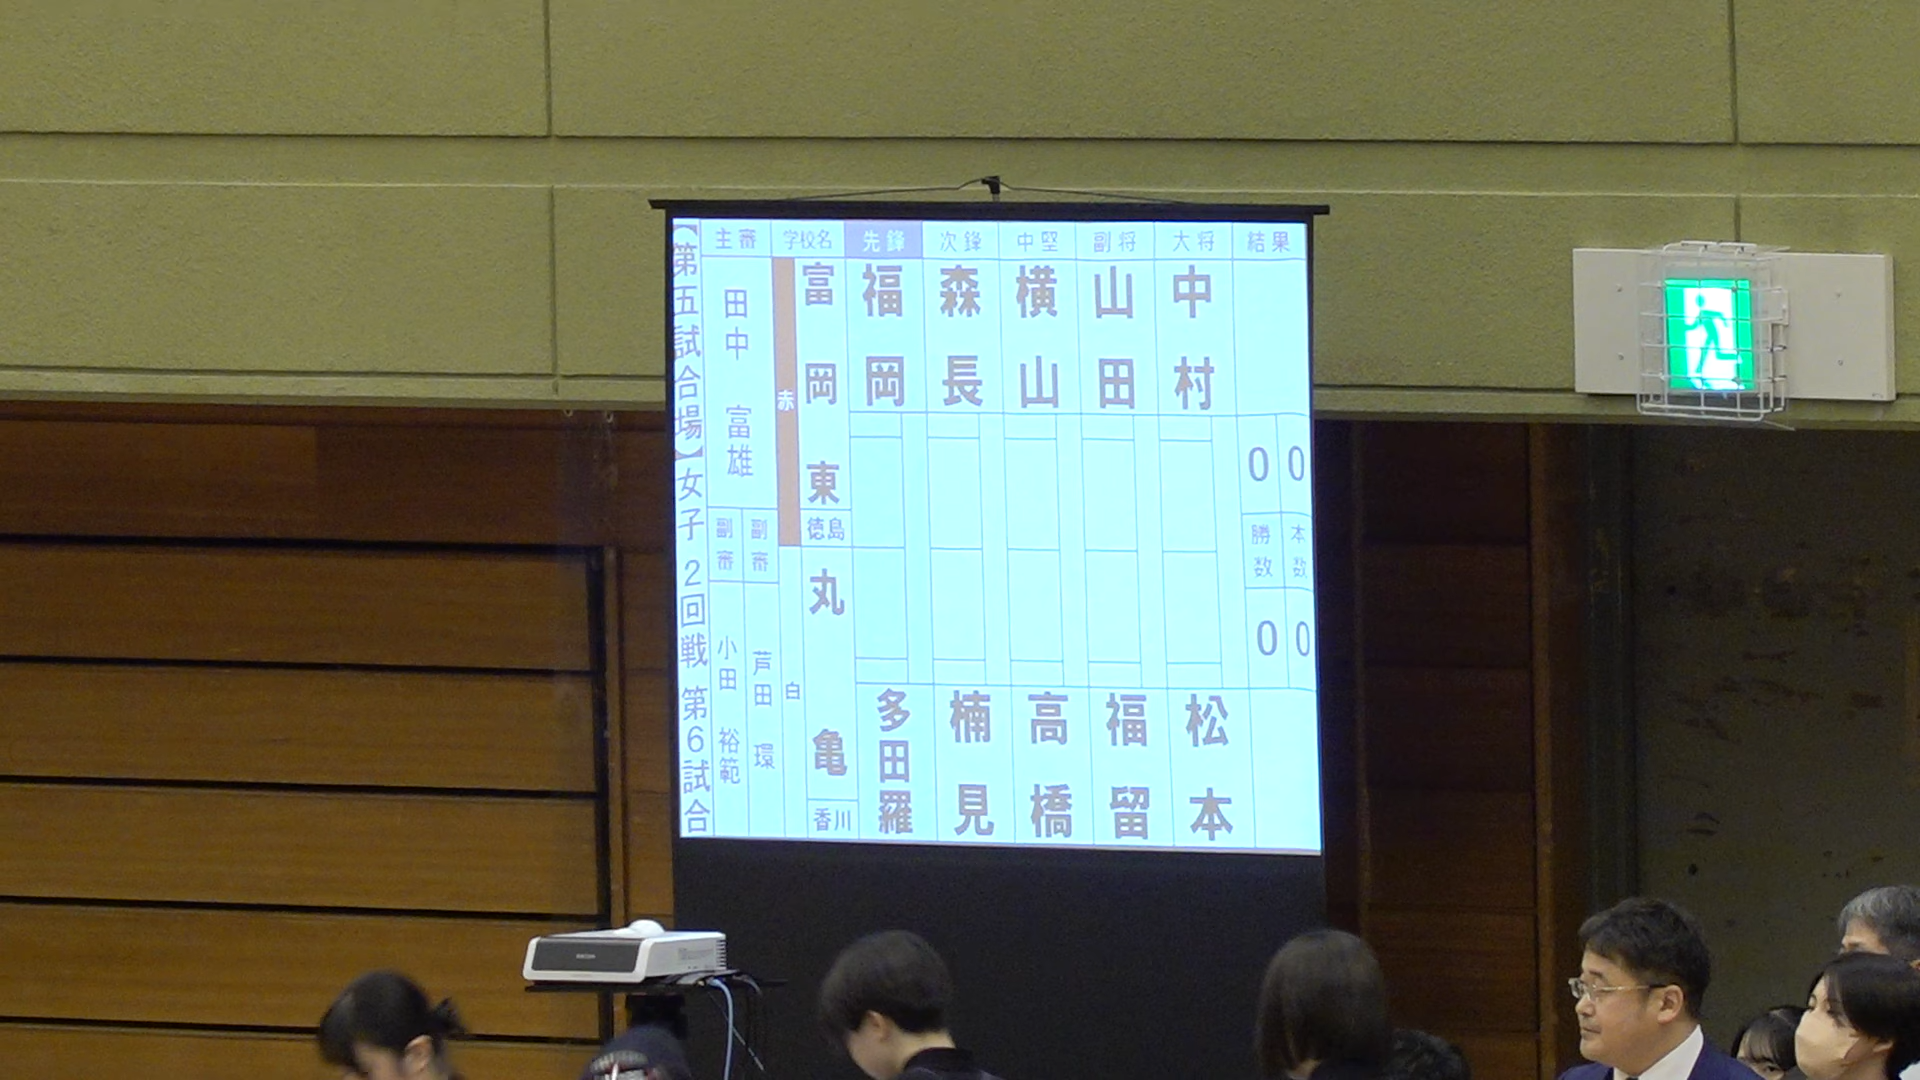 【第五試合場】女子 2回戦 第6試合
主審
田中 富雄
副審
小田 裕範
副審
芦田 環
学校名
赤
富岡東
徳島
白
丸亀
香川
先鋒
福岡
多田羅
次鋒
森長
楠見
中堅
横山
高橋
副将
山田
福留
大将
中村
松本
結果
0 0
勝数 本数
0 0